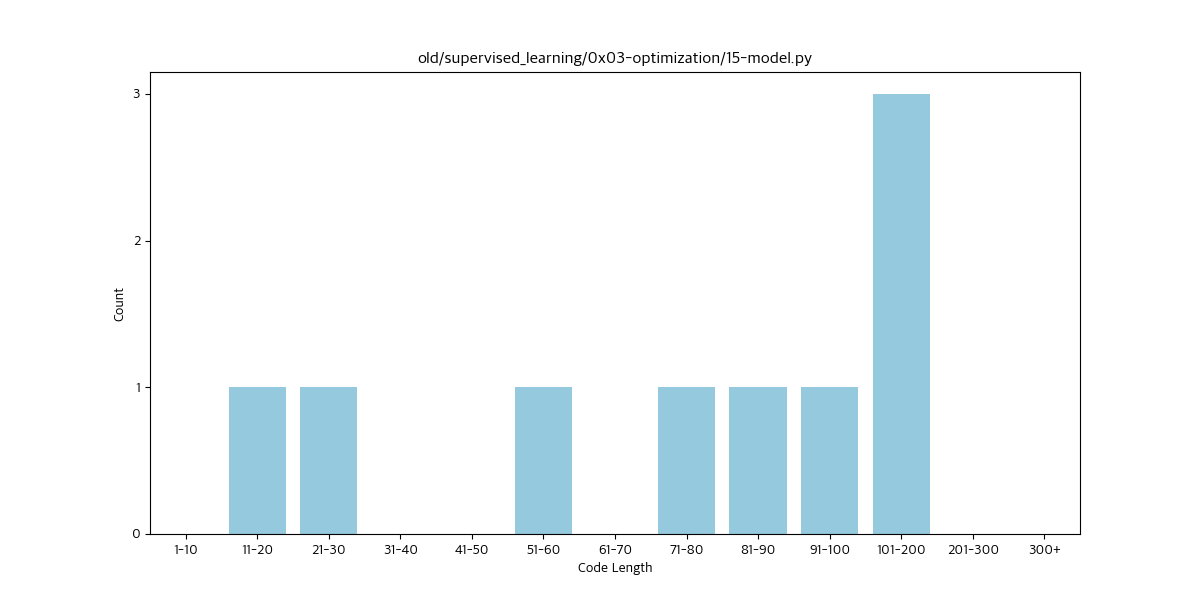 old/supervised_learning/0x03-optimization/15-model.py
3
2
1
0
Count
1-10 11-20 21-30 31-40 41-50 51-60 61-70 71-80 81-90 91-100 101-200 201-300 300+
Code Length